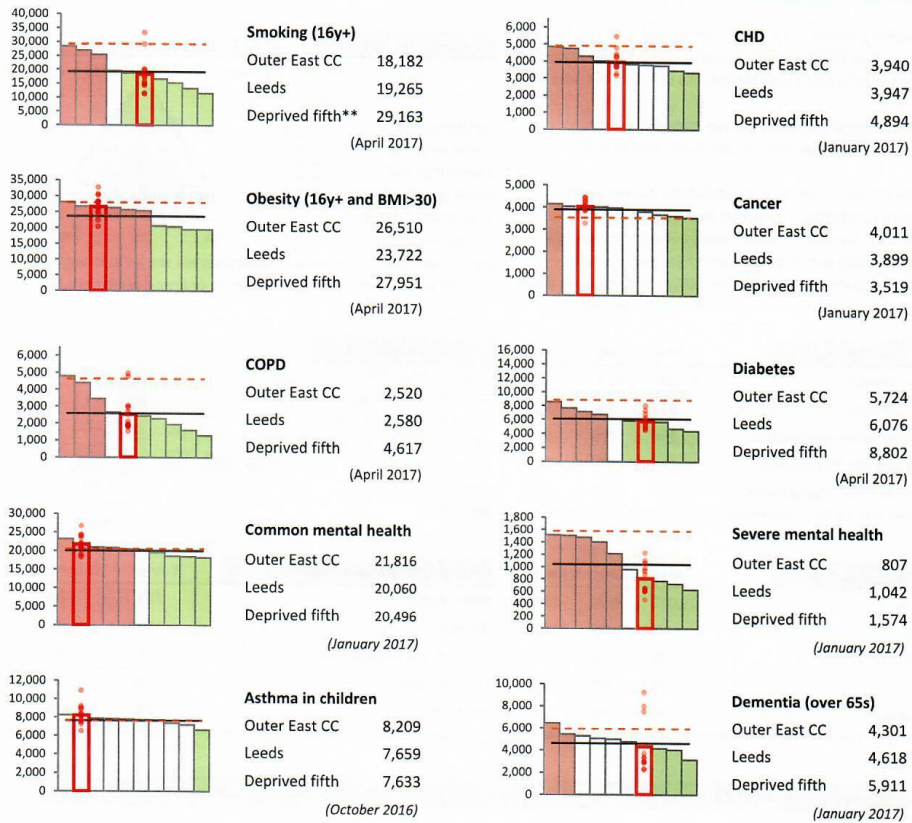 40,000
35,000
30,000
25,000
20,000
15,000
10,000
5,000
0
Smoking (16y+)
Outer East CC 18,182
Leeds 19,265
Deprived fifth** 29,163
(April 2017)
6,000
5,000
4,000
3,000
2,000
1,000
0
CHD
Outer East CC 3,940
Leeds 3,947
Deprived fifth 4,894
(January 2017)
35,000
30,000
25,000
20,000
15,000
10,000
5,000
0
Obesity (16y+ and BMI>30)
Outer East CC 26,510
Leeds 23,722
Deprived fifth 27,951
(April 2017)
5,000
4,000
3,000
2,000
1,000
0
Cancer
Outer East CC 4,011
Leeds 3,899
Deprived fifth 3,519
(January 2017)
6,000
5,000
4,000
3,000
2,000
1,000
0
COPD
Outer East CC 2,520
Leeds 2,580
Deprived fifth 4,617
(April 2017)
16,000
14,000
12,000
10,000
8,000
6,000
4,000
2,000
0
Diabetes
Outer East CC 5,724
Leeds 6,076
Deprived fifth 8,802
(April 2017)
30,000
25,000
20,000
15,000
10,000
5,000
0
Common mental health
Outer East CC 21,816
Leeds 20,060
Deprived fifth 20,496
(January 2017)
1,800
1,600
1,400
1,200
1,000
800
600
400
200
0
Severe mental health
Outer East CC 807
Leeds 1,042
Deprived fifth 1,574
(January 2017)
12,000
10,000
8,000
6,000
4,000
2,000
0
Asthma in children
Outer East CC 8,209
Leeds 7,659
Deprived fifth 7,633
(October 2016)
10,000
8,000
6,000
4,000
2,000
0
Dementia (over 65s)
Outer East CC 4,301
Leeds 4,618
Deprived fifth 5,911
(January 2017)